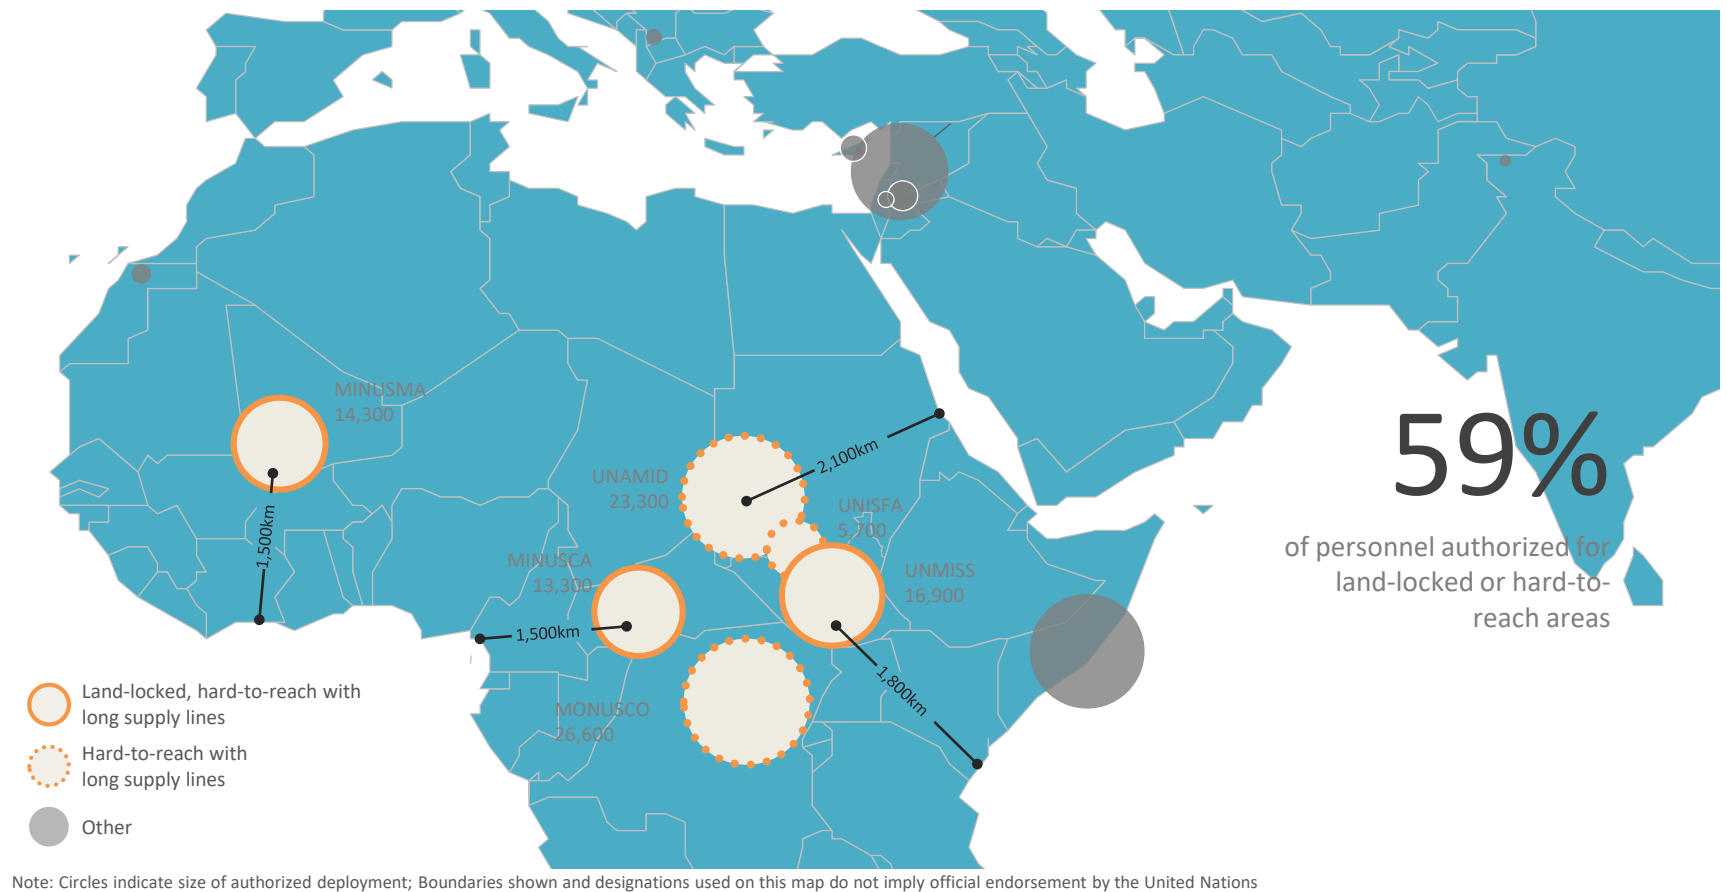 MINUSMA
14,300
1,500km
UNAMID
23,300
2,100km
UNISFA
5,700
MINUSCA
13,300
1,500km
UNMISS
16,900
1,800km
MONUSCO
26,600
59%
of personnel authorized for
land-locked or hard-to-
reach areas
Land-locked, hard-to-reach with
long supply lines
Hard-to-reach with
long supply lines
Other
Note: Circles indicate size of authorized deployment; Boundaries shown and designations used on this map do not imply official endorsement by the United Nations